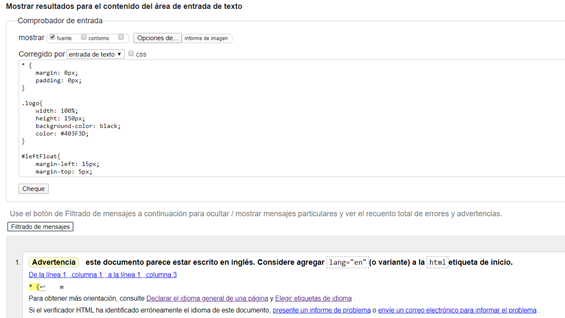 Mostrar resultados para el contenido del área de entrada de texto
Comprobador de entrada
mostrar fuente contorno Opciones de... informe de imagen
Corregido por entrada de texto css
* {
margin: 0px;
padding: 0px;
}
.logo{
width: 100%;
height: 150px;
background-color: black;
color: #403F3D;
}
#leftFloat{
margin-left: 15px;
margin-top: 5px;
Cheque
Use el botón de Filtrado de mensajes a continuación para ocultar / mostrar mensajes particulares y ver el recuento total de errores y advertencias.
Filtrado de mensajes
1. Advertencia este documento parece estar escrito en inglés. Considere agregar lang="en" (o variante) a la html etiqueta de inicio.
De la línea 1 , columna 1 ; a la línea 1 , columna 3
* {↩ m
Para obtener más orientación, consulte Declarar el idioma general de una página y Elegir etiquetas de idioma .
Si el verificador HTML ha identificado erróneamente el idioma de este documento, presente un informe de problema o envíe un correo electrónico para informar el problema .